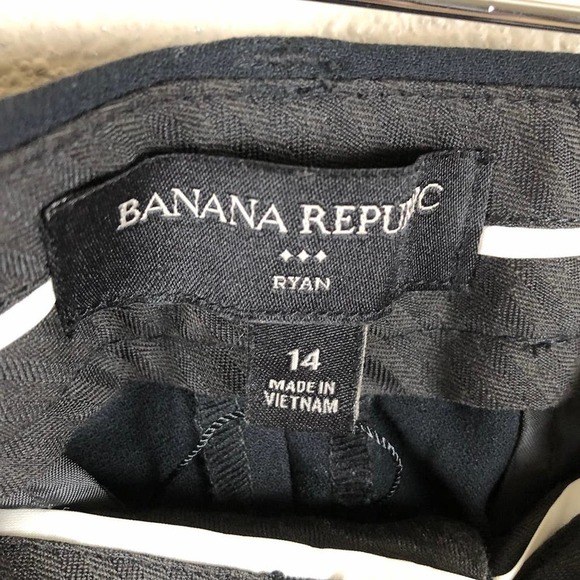 BANANA REPUBLIC
RYAN
14
MADE IN
VIETNAM